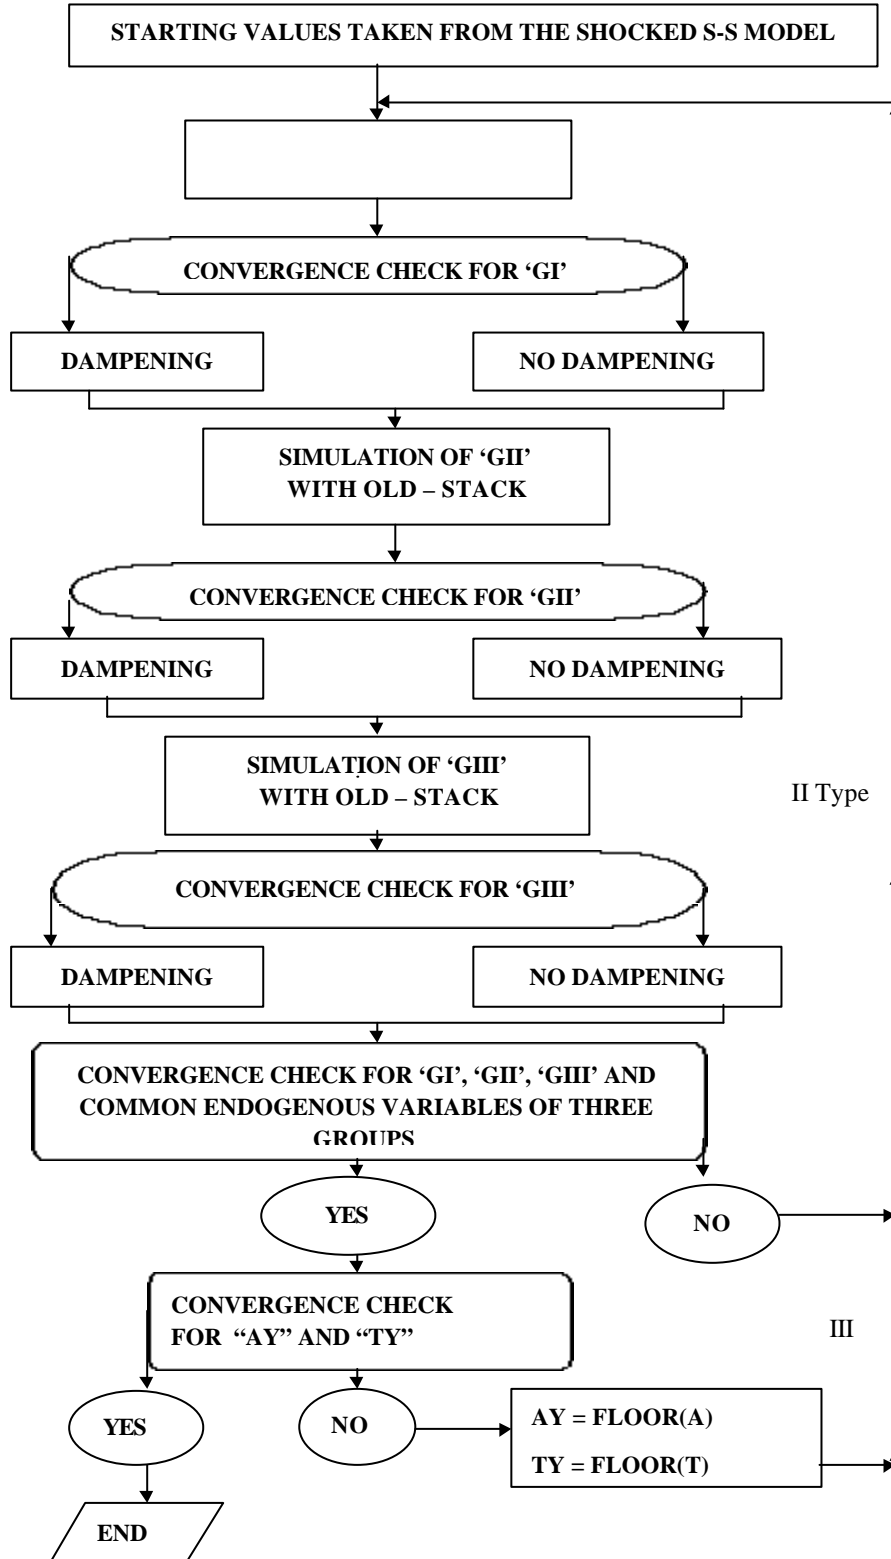 STARTING VALUES TAKEN FROM THE SHOCKED S-S MODEL
CONVERGENCE CHECK FOR ‘GI’
DAMPENING
NO DAMPENING
SIMULATION OF ‘GII’
WITH OLD – STACK
CONVERGENCE CHECK FOR ‘GII’
DAMPENING
NO DAMPENING
SIMULATION OF ‘GIII’
WITH OLD – STACK
II Type
CONVERGENCE CHECK FOR ‘GIII’
DAMPENING
NO DAMPENING
CONVERGENCE CHECK FOR ‘GI’, ‘GII’, ‘GIII’ AND
COMMON ENDOGENOUS VARIABLES OF THREE
GROUPS
YES
NO
CONVERGENCE CHECK
FOR “AY” AND “TY”
III
YES
NO
AY = FLOOR(A)
TY = FLOOR(T)
END